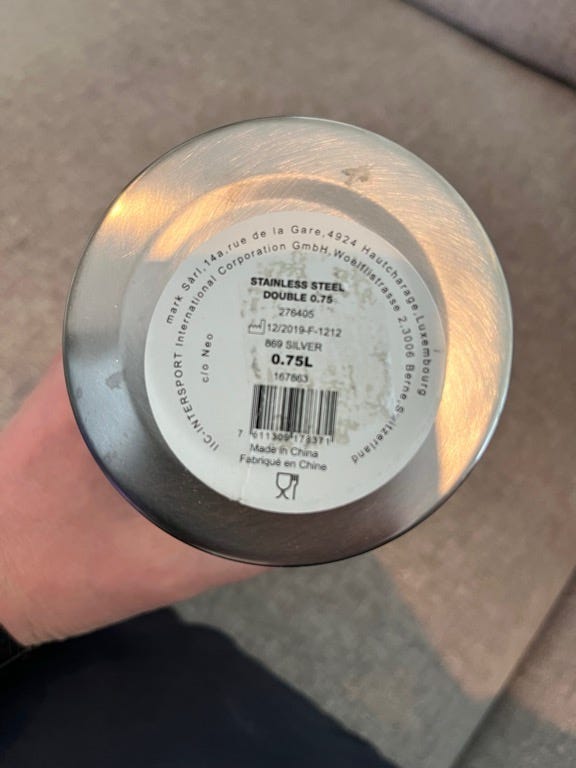 IIC-INTERSPORT International Corporation GmbH,Woelflistrasse 2,3006 Berne,Switzerland
c/o Neo
mark Sàrl,14a,rue de la Gare,4924 Hautcharage,Luxembourg
STAINLESS STEEL
DOUBLE 0.75
276405
12/2019-F-1212
869 SILVER
0.75L
167863
7 611309 178371
Made in China
Fabriqué en Chine